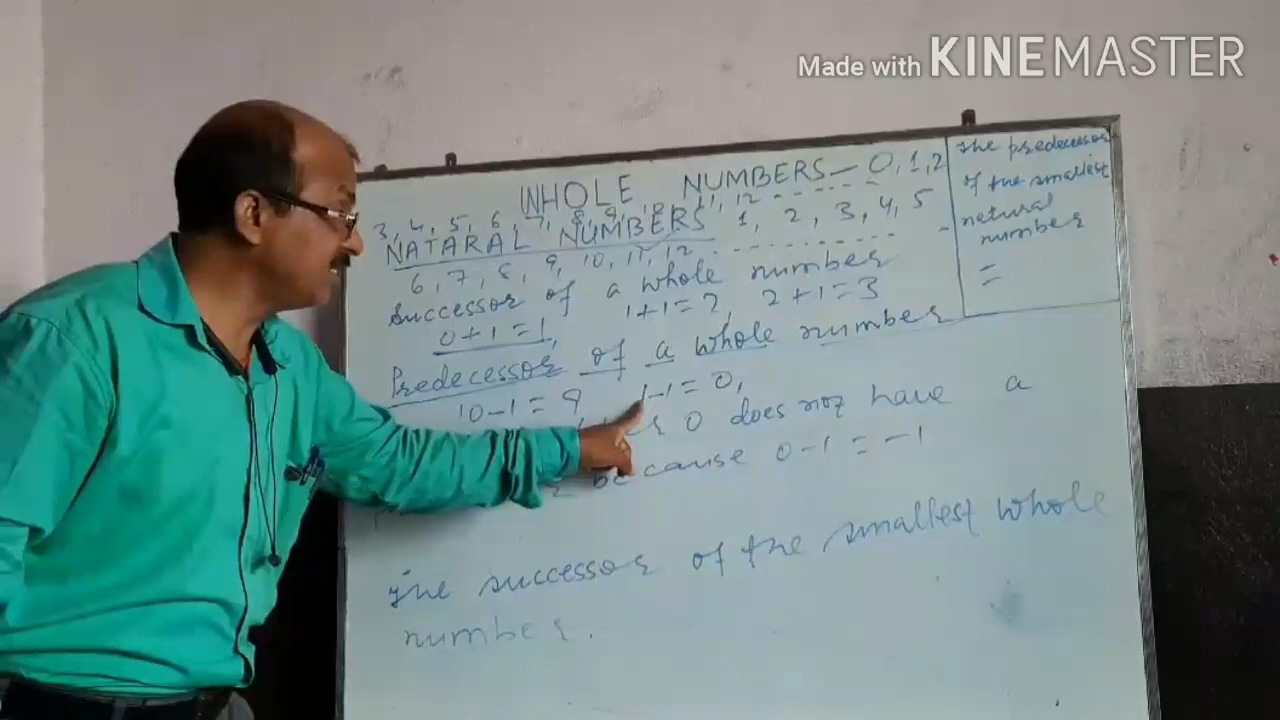 Made with KINEMASTER
WHOLE NUMBERS - 0, 1, 2
3, 4, 5, 6, 7, 8, 9, 10, 11, 12 ------
NATARAL NUMBERS 1, 2, 3, 4, 5
6, 7, 8, 9, 10, 11, 12 . -----------
Successor of a whole number
0+1=1, 1+1=2, 2+1=3
Predecessor of a whole number
10-1=9 1-1=0,
0 does not have a
because 0-1=-1
The successor of the smallest whole
number.
The predecessor
of the smallest
natural
number
=